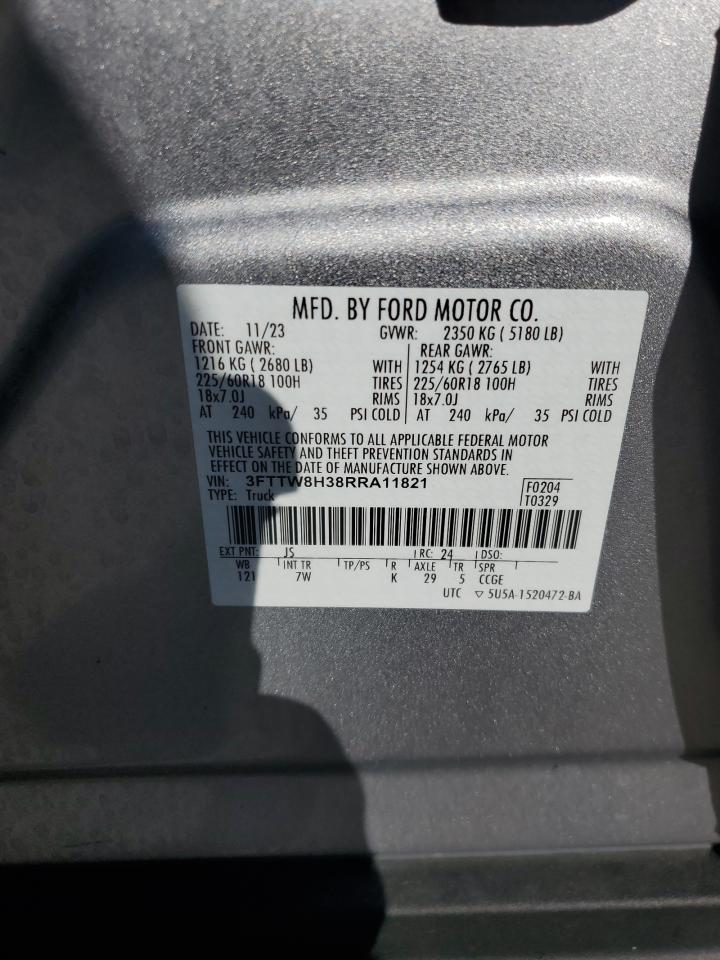 MFD. BY FORD MOTOR CO.
DATE: 11/23 GVWR: 2350 KG ( 5180 LB)
FRONT GAWR: REAR GAWR:
1216 KG ( 2680 LB) WITH 1254 KG ( 2765 LB) WITH
225/60R18 100H TIRES 225/60R18 100H TIRES
18x7.0J RIMS 18x7.0J RIMS
AT 240 kPa/ 35 PSI COLD AT 240 kPa/ 35 PSI COLD
THIS VEHICLE CONFORMS TO ALL APPLICABLE FEDERAL MOTOR
VEHICLE SAFETY AND THEFT PREVENTION STANDARDS IN
EFFECT ON THE DATE OF MANUFACTURE SHOWN ABOVE.
VIN: 3FTTW8H38RRA11821
TYPE: Truck
F0204
T0329
EXT PNT: JS RC: 24 DSO:
WB INT TR TP/PS R AXLE TR SPR
121 7W K 29 5 CCGE
UTC ▽ 5U5A-1520472-BA